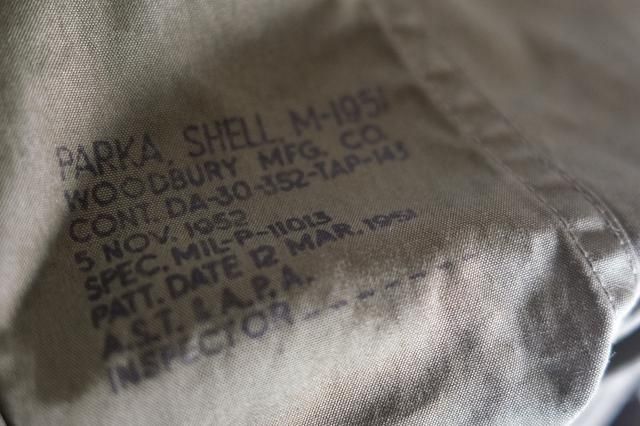 PARKA, SHELL, M-1951
WOODBURY MFG. CO.
CONT. DA-30-352-TAP-143
5 NOV. 1952
SPEC. MIL-P-11013
PATT. DATE 12 MAR. 1951
A.S.T. & A.P.A.
INSPECTOR -------